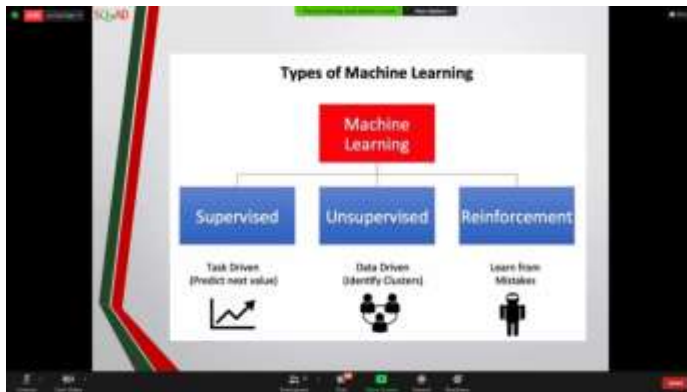 Types of Machine Learning
Machine
Learning
Supervised
Unsupervised
Reinforcement
Task Driven
(Predict next value)
Data Driven
(Identify Clusters)
Learn from
Mistakes